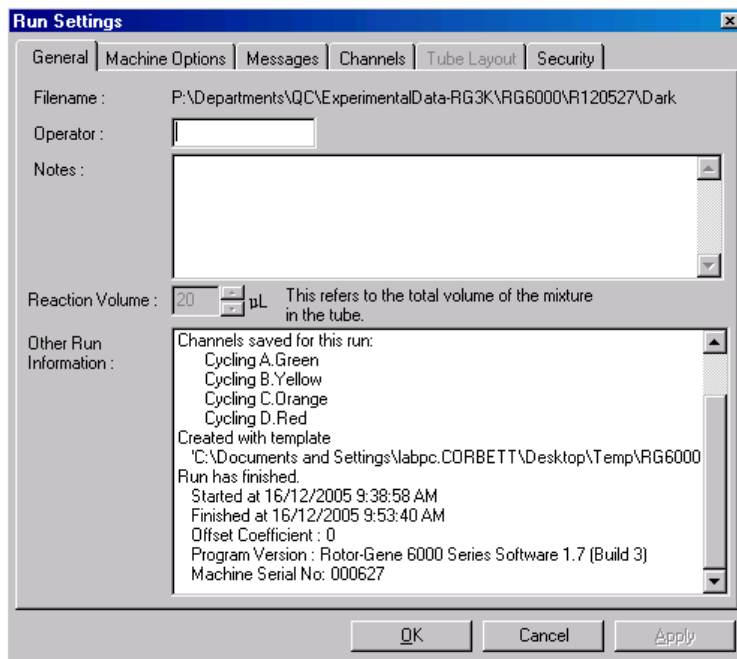 Run Settings
General Machine Options Messages Channels Tube Layout Security
Filename : P:\Departments\QC\ExperimentalData-RG3K\RG6000\R120527\Dark
Operator :
Notes :
Reaction Volume : 20 µL This refers to the total volume of the mixture
in the tube.
Other Run
Information :
Channels saved for this run:
Cycling A.Green
Cycling B.Yellow
Cycling C.Orange
Cycling D.Red
Created with template
'C:\Documents and Settings\labpc.CORBETT\Desktop\Temp\RG6000
Run has finished.
Started at 16/12/2005 9:38:58 AM
Finished at 16/12/2005 9:53:40 AM
Offset Coefficient : 0
Program Version : Rotor-Gene 6000 Series Software 1.7 (Build 3)
Machine Serial No: 000627
OK Cancel Apply